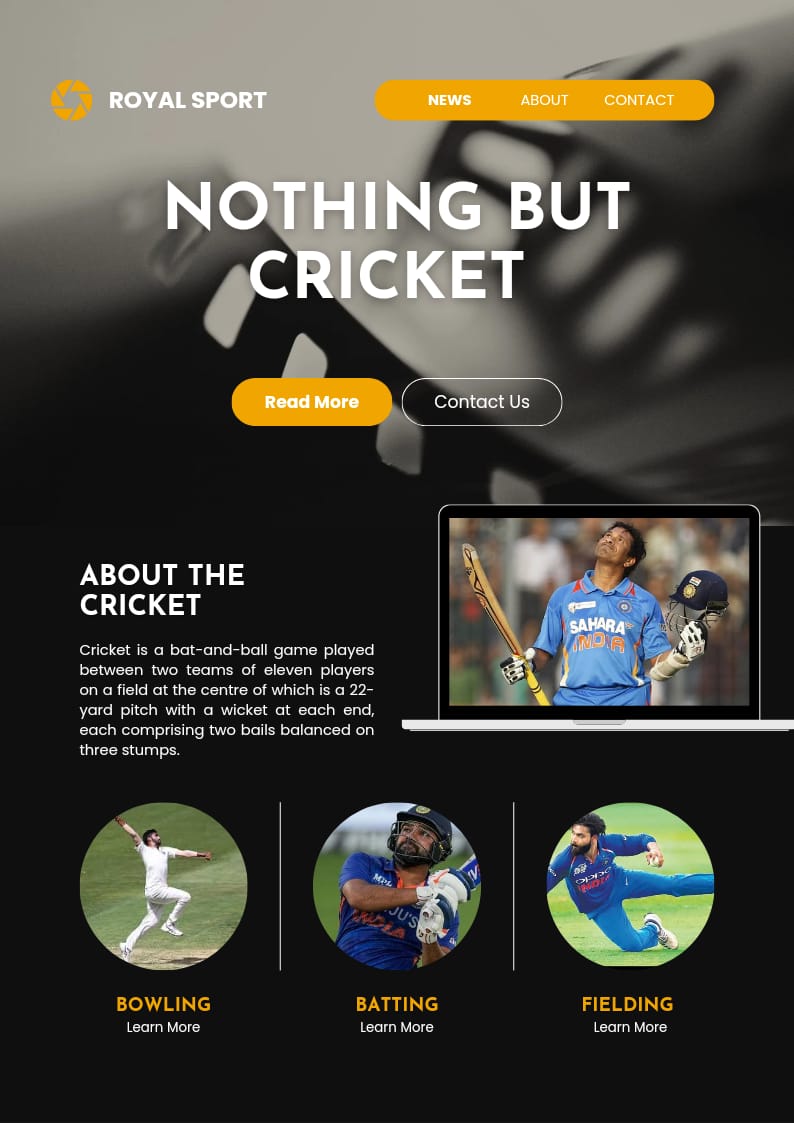 ROYAL SPORT
NEWS ABOUT CONTACT
NOTHING BUT
CRICKET
Read More Contact Us
ABOUT THE
CRICKET
Cricket is a bat-and-ball game played
between two teams of eleven players
on a field at the centre of which is a 22-
yard pitch with a wicket at each end,
each comprising two bails balanced on
three stumps.
SAHARA
INDIA
OPPO
INDIA
BOWLING BATTING FIELDING
Learn More Learn More Learn More